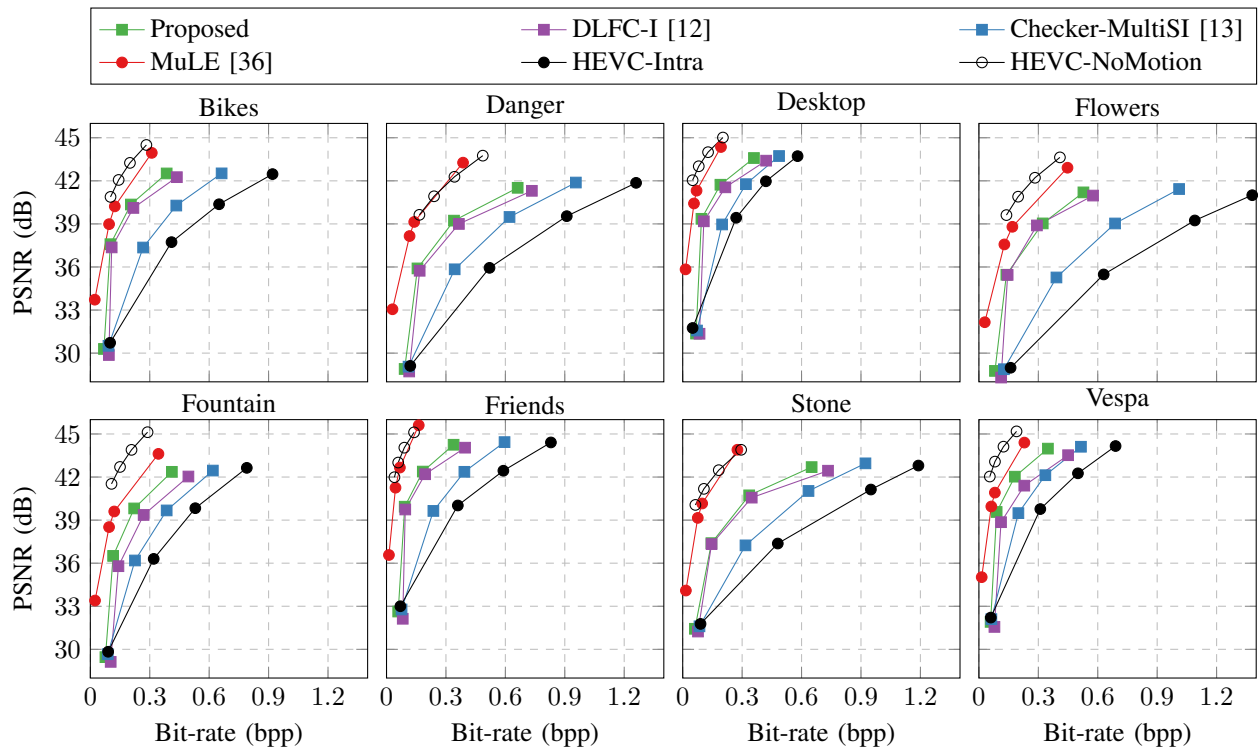 Proposed DLFC-I [12] Checker-MultiSI [13]
MuLE [36] HEVC-Intra HEVC-NoMotion
Bikes Danger Desktop Flowers
45
42
39
36
33
30
PSNR (dB)
Fountain Friends Stone Vespa
45
42
39
36
33
30
PSNR (dB)
0 0.3 0.6 0.9 1.2 0 0.3 0.6 0.9 1.2 0 0.3 0.6 0.9 1.2 0 0.3 0.6 0.9 1.2
Bit-rate (bpp) Bit-rate (bpp) Bit-rate (bpp) Bit-rate (bpp)